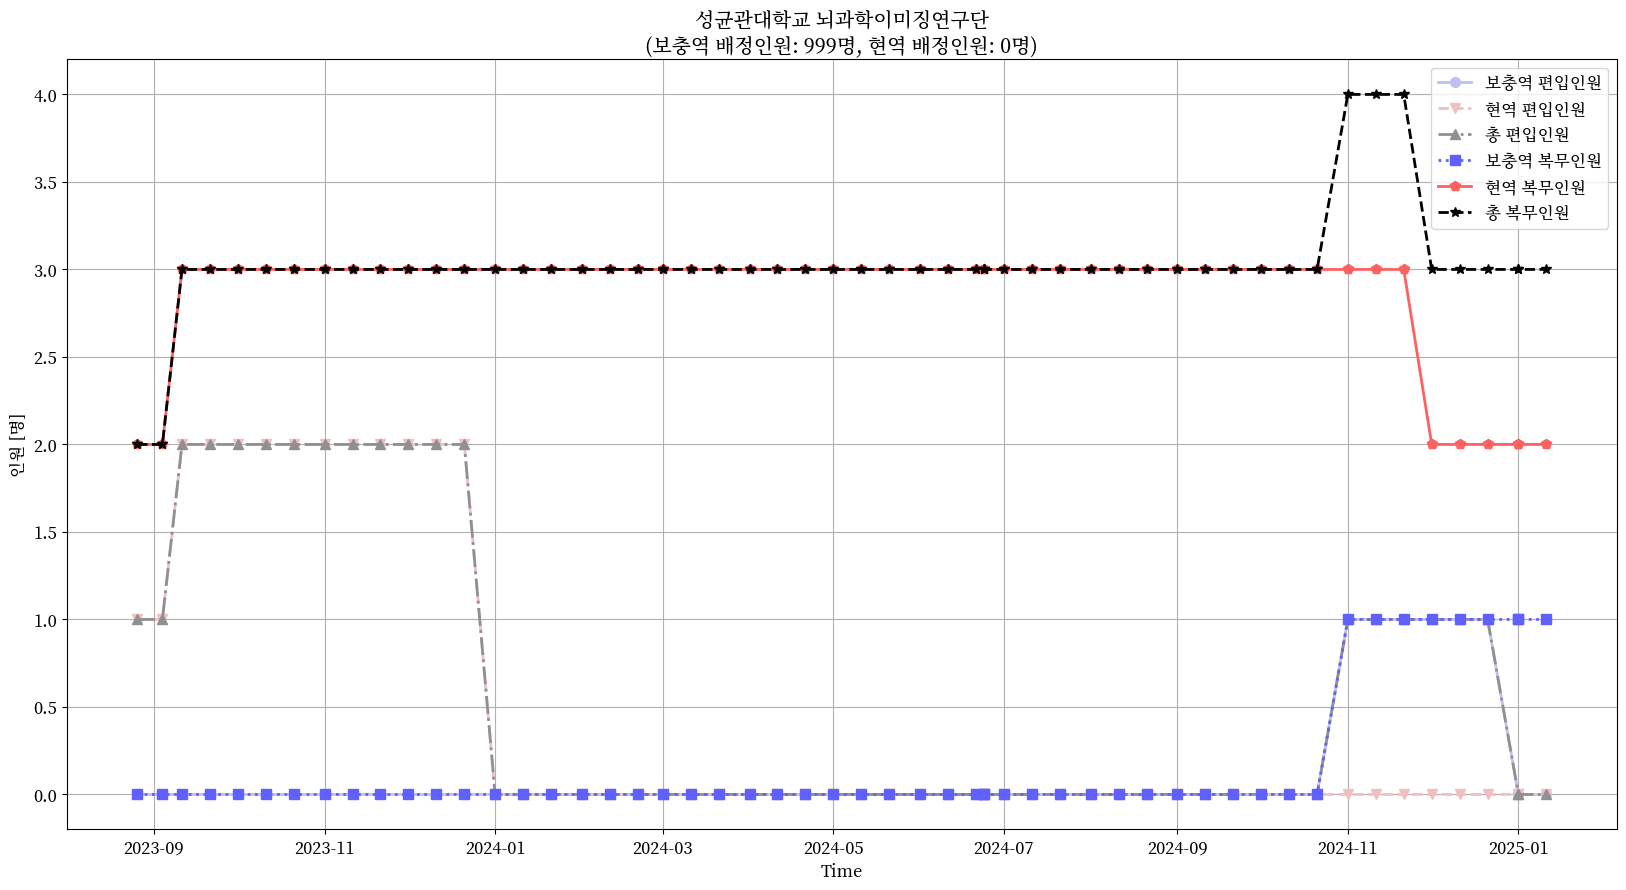 성균관대학교 뇌과학이미징연구단
(보충역 배정인원: 999명, 현역 배정인원: 0명)
보충역 편입인원
현역 편입인원
총 편입인원
보충역 복무인원
현역 복무인원
총 복무인원
인원 [명]
4.0
3.5
3.0
2.5
2.0
1.5
1.0
0.5
0.0
2023-09
2023-11
2024-01
2024-03
2024-05
2024-07
2024-09
2024-11
2025-01
Time